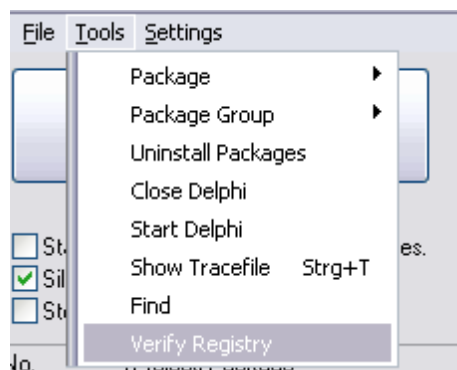 File Tools Settings
Package
Package Group
Uninstall Packages
Close Delphi
Start Delphi
es.
Show Tracefile Strg+T
Sil
Find
Verify Registry